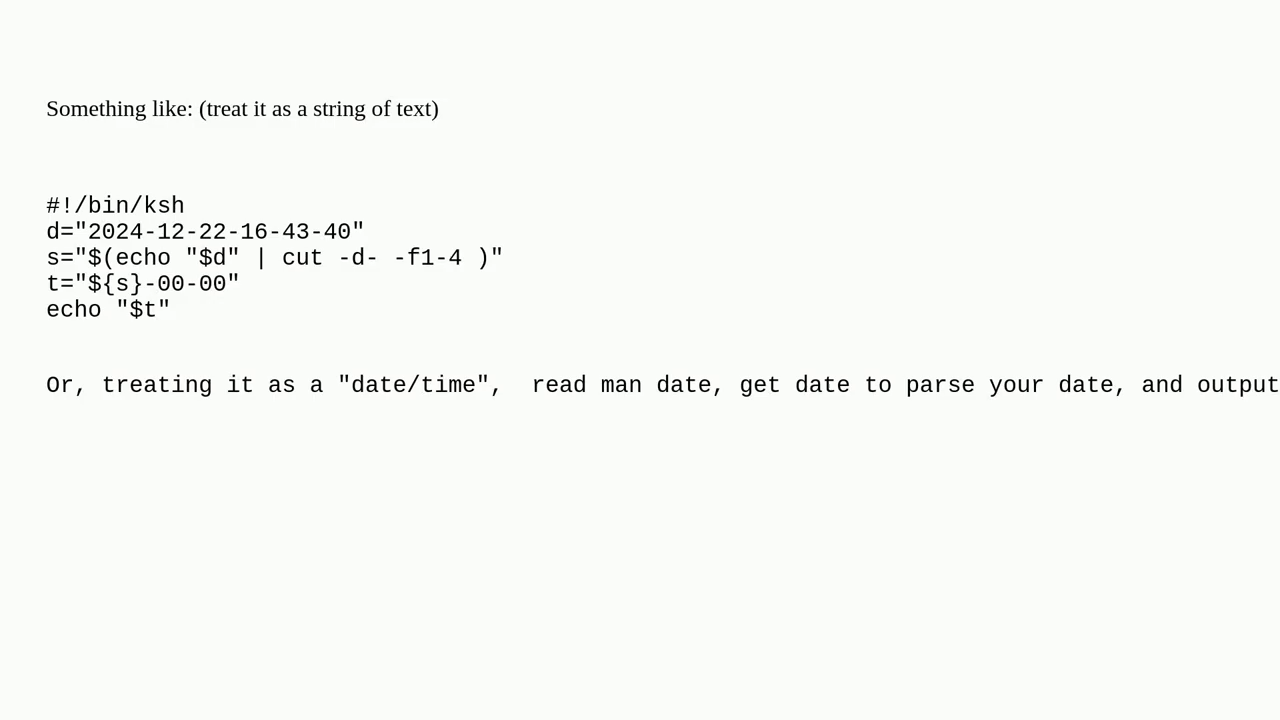 Something like: (treat it as a string of text)
#!/bin/ksh
d="2024-12-22-16-43-40"
s="$(echo "$d" | cut -d- -f1-4 )"
t="${s}-00-00"
echo "$t"
Or, treating it as a "date/time",  read man date, get date to parse your date, and output